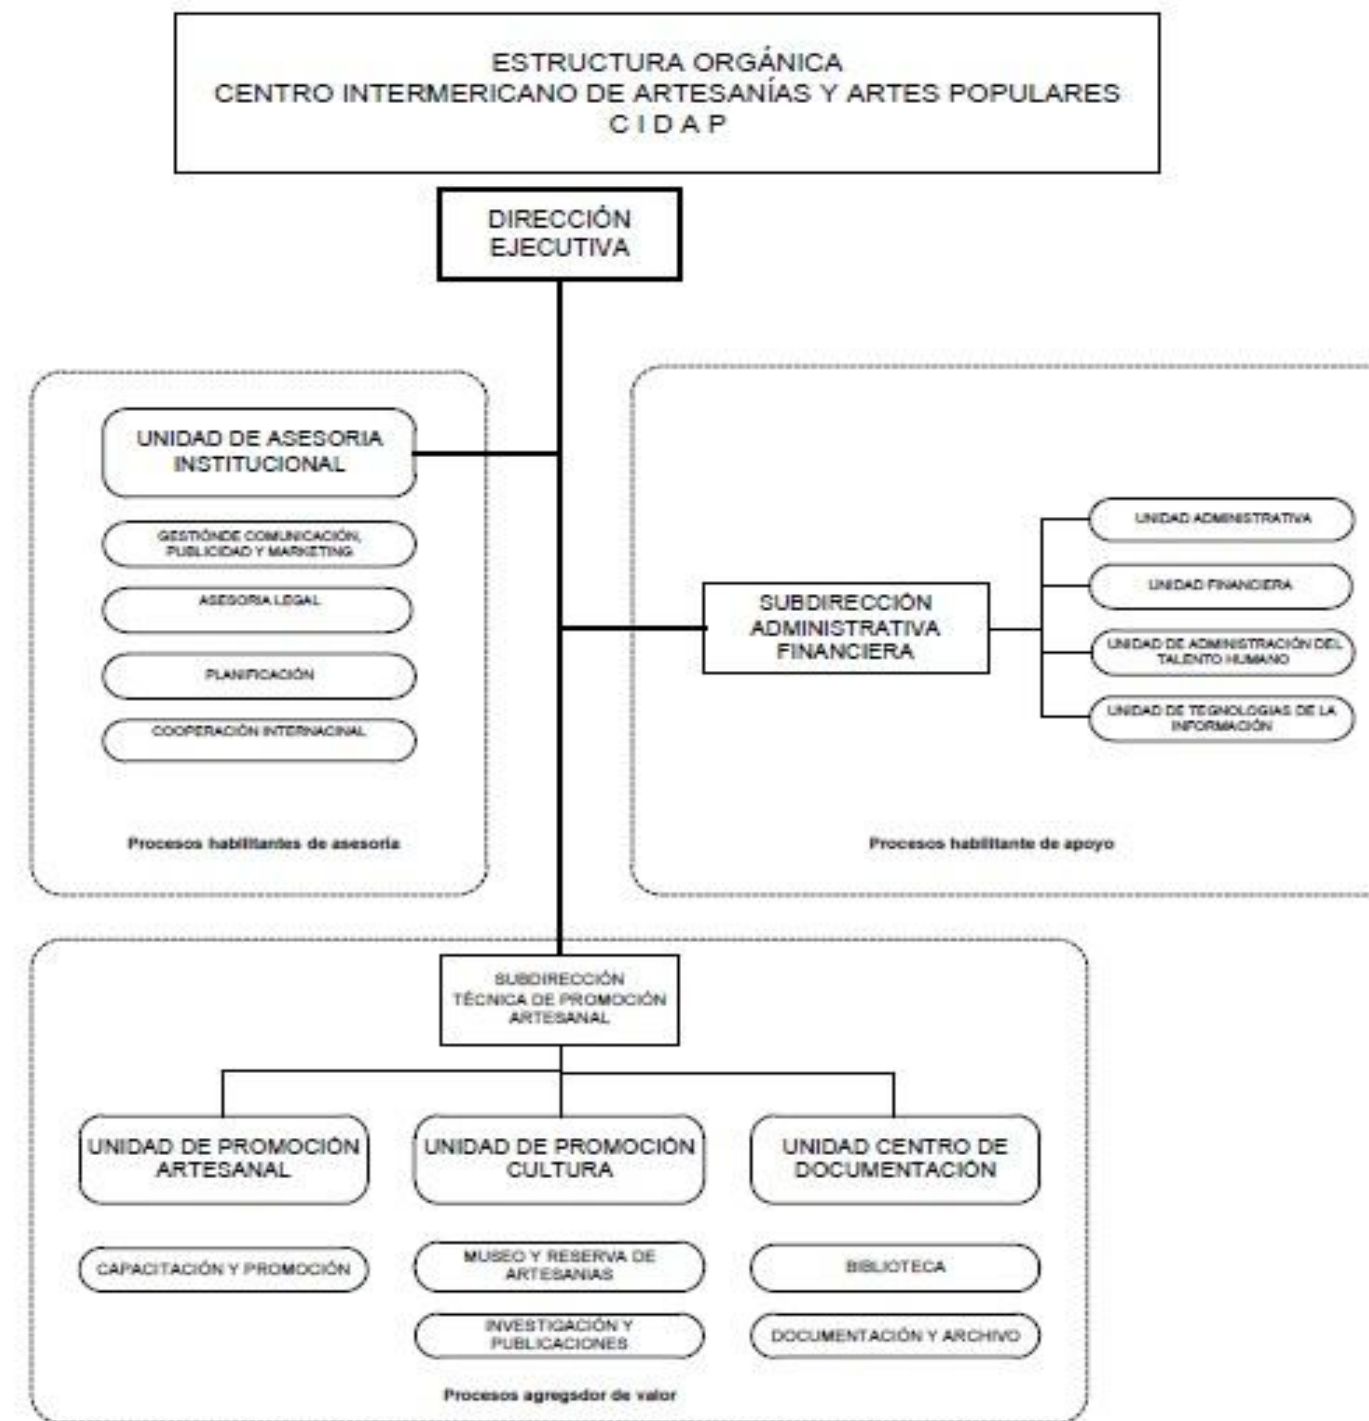 ESTRUCTURA ORGÁNICA
CENTRO INTERMERICANO DE ARTESANÍAS Y ARTES POPULARES
C I D A P
DIRECCIÓN
EJECUTIVA
UNIDAD DE ASESORIA
INSTITUCIONAL
GESTIÓNDE COMUNICACIÓN,
PUBLICIDAD Y MARKETING
ASESORIA LEGAL
PLANIFICACIÓN
COOPERACIÓN INTERNACINAL
Procesos habilitantes de asesoría
SUBDIRECCIÓN
ADMINISTRATIVA
FINANCIERA
UNIDAD ADMINISTRATIVA
UNIDAD FINANCIERA
UNIDAD DE ADMINISTRACIÓN DEL
TALENTO HUMANO
UNIDAD DE TEGNOLOGIAS DE LA
INFORMACIÓN
Procesos habilitante de apoyo
SUBDIRECCIÓN
TÉCNICA DE PROMOCIÓN
ARTESANAL
UNIDAD DE PROMOCIÓN
ARTESANAL
CAPACITACIÓN Y PROMOCIÓN
UNIDAD DE PROMOCIÓN
CULTURA
MUSEO Y RESERVA DE
ARTESANIAS
INVESTIGACIÓN Y
PUBLICACIONES
UNIDAD CENTRO DE
DOCUMENTACIÓN
BIBLIOTECA
DOCUMENTACIÓN Y ARCHIVO
Procesos agregsdor de valor